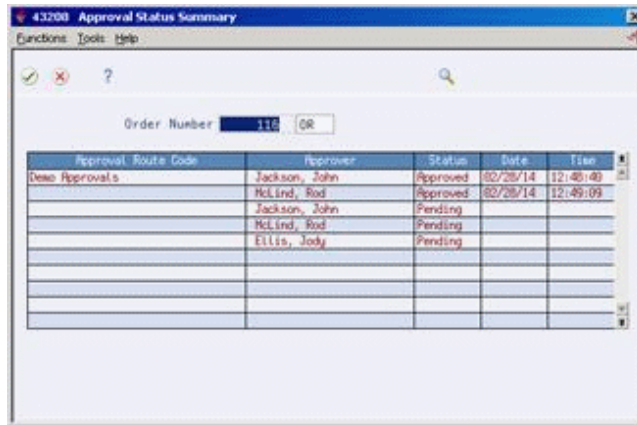 43208 Approval Status Summary
Functions Tools Help
?
Order Number 116 OR
Approval Route Code Approver Status Date Time
Demo Approvals Jackson, John Approved 02/28/14 12:48:40
McLind, Rod Approved 02/28/14 12:49:09
Jackson, John Pending
McLind, Rod Pending
Ellis, Jody Pending